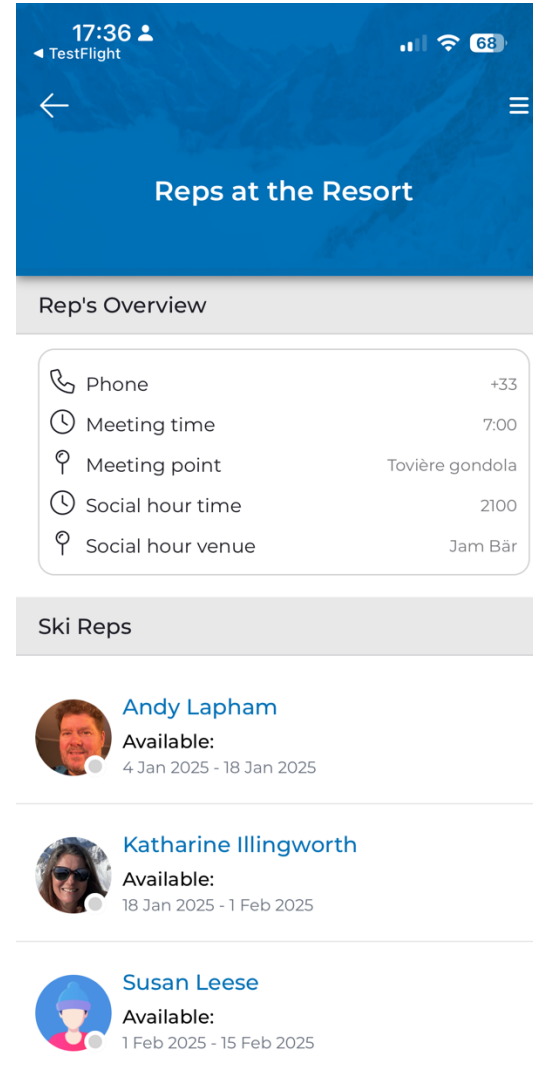 17:36
◀ TestFlight
68
Reps at the Resort
Rep's Overview
Phone +33
Meeting time 7:00
Meeting point Tovière gondola
Social hour time 2100
Social hour venue Jam Bär
Ski Reps
Andy Lapham
Available:
4 Jan 2025 - 18 Jan 2025
Katharine Illingworth
Available:
18 Jan 2025 - 1 Feb 2025
Susan Leese
Available:
1 Feb 2025 - 15 Feb 2025